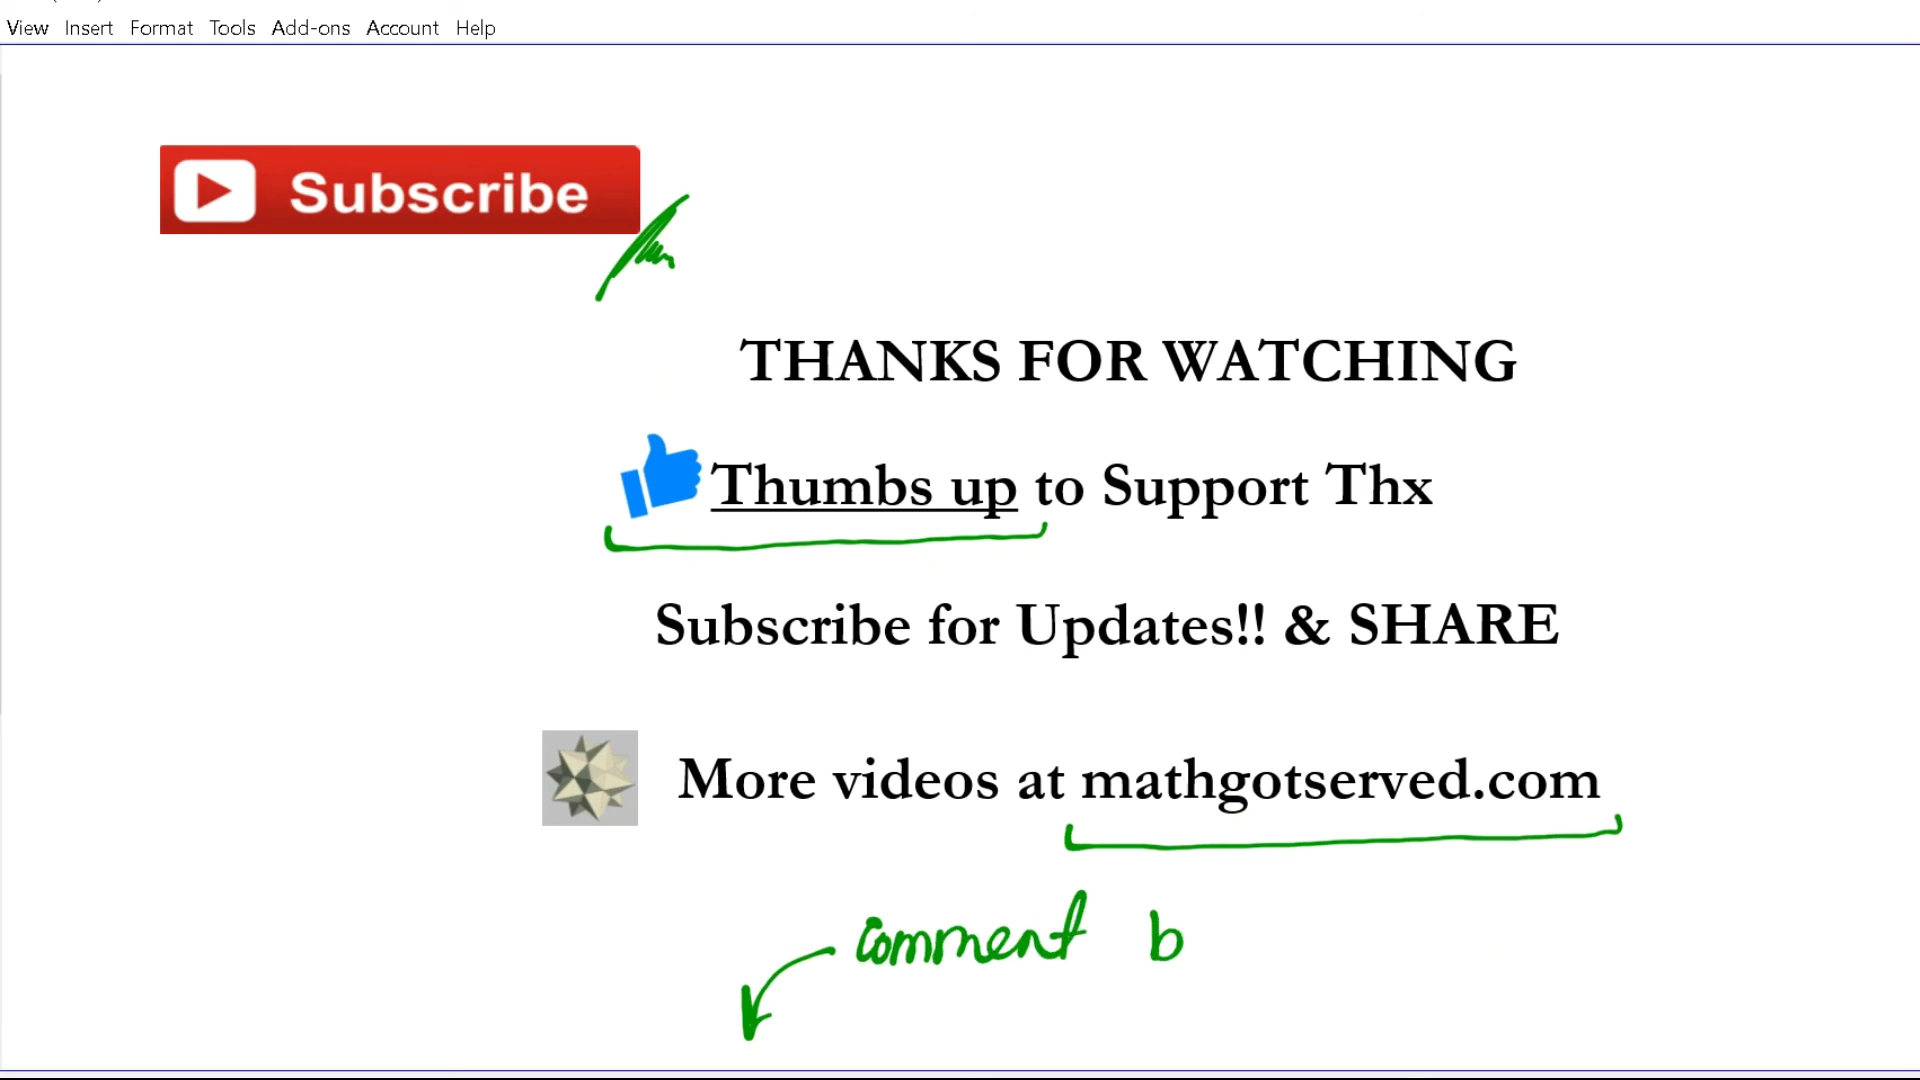 View Insert Format Tools Add-ons Account Help
Subscribe
THANKS FOR WATCHING
Thumbs up to Support Thx
Subscribe for Updates!! & SHARE
More videos at mathgotserved.com
comment b